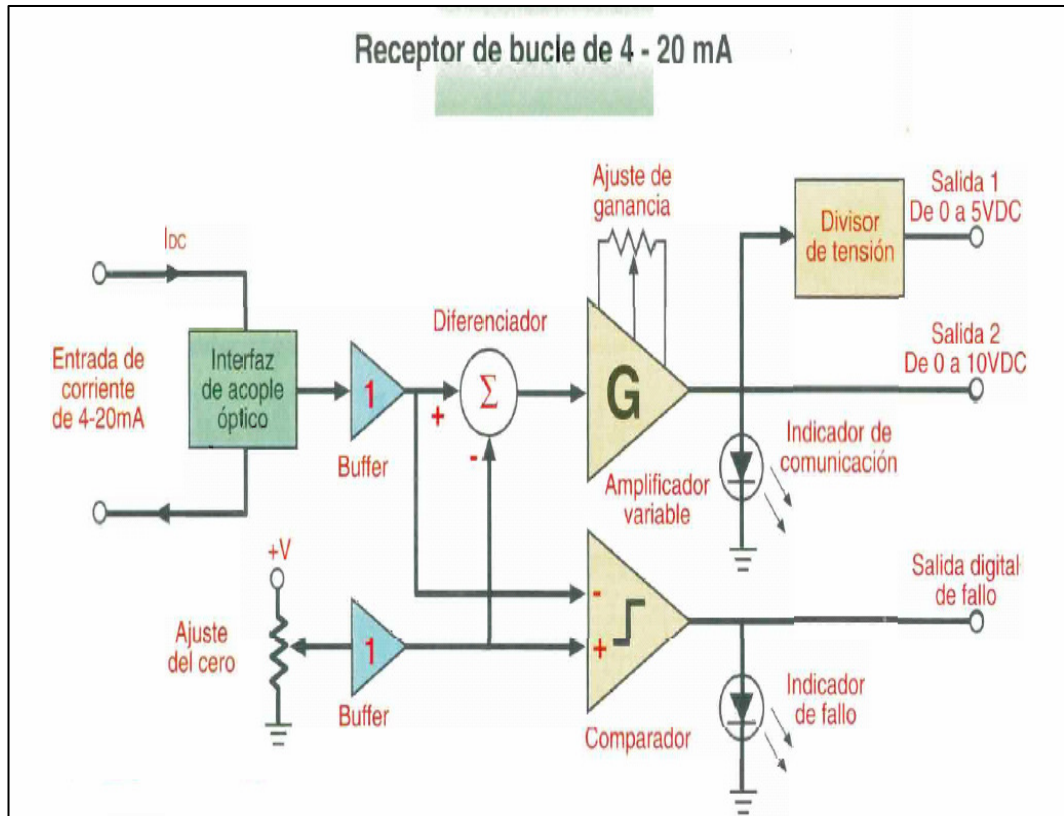 Receptor de bucle de 4 - 20 mA
IDC
Entrada de
corriente
de 4-20mA
Interfaz
de acople
óptico
1
Buffer
Diferenciador
Σ
+
-
Ajuste de
ganancia
G
Amplificador
variable
Divisor
de tensión
Salida 1
De 0 a 5VDC
Salida 2
De 0 a 10VDC
Indicador de
comunicación
+V
Ajuste
del cero
1
Buffer
-
+
Comparador
Salida digital
de fallo
Indicador
de fallo